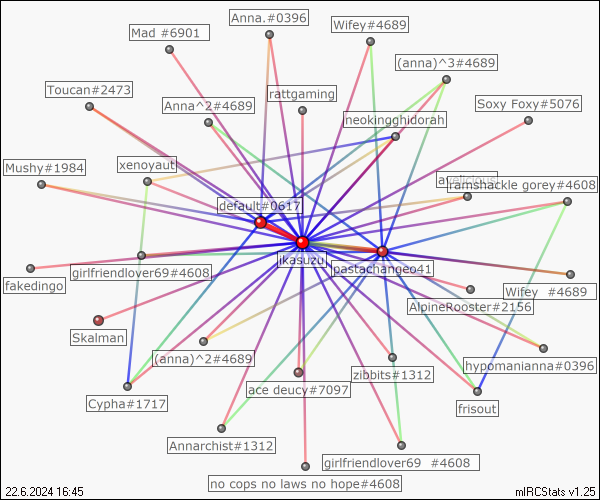 Anna.#0396
Wifey#4689
Mad #6901
(anna)^3#4689
Toucan#2473
rattgaming
Anna^2#4689
Soxy Foxy#5076
neokingghidorah
xenoyaut
Mushy#1984
ramshackle gorey#4608
default#0617
ikasuzu
pastachangeo41
girlfriendlover69#4608
fakedingo
Wifey #4689
AlpineRooster#2156
Skalman
(anna)^2#4689
hypomanianna#0396
zibbits#1312
ace deucy#7097
Cypha#1717
frisout
Annarchist#1312
girlfriendlover69 #4608
no cops no laws no hope#4608
22.6.2024 16:45
mIRCStats v1.25